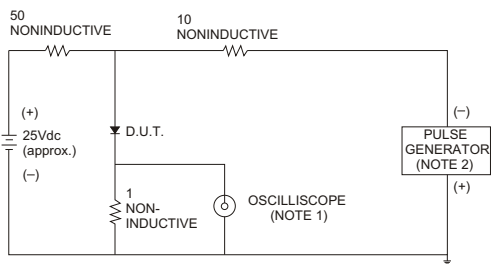 50
NONINDUCTIVE
10
NONINDUCTIVE
(+)
25Vdc
(approx.)
(–)
D.U.T.
1
NON-
INDUCTIVE
OSCILLISCOPE
(NOTE 1)
(–)
PULSE
GENERATOR
(NOTE 2)
(+)